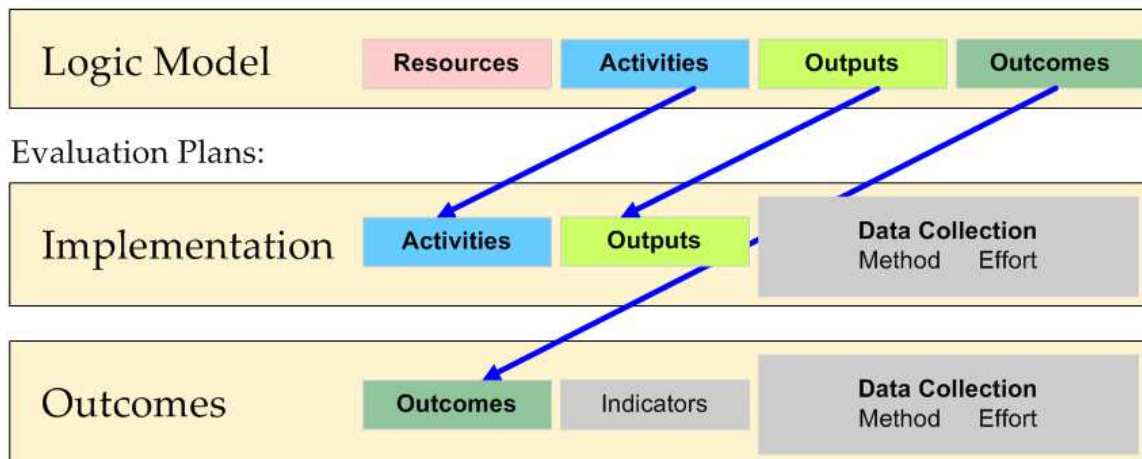 Logic Model Resources Activities Outputs Outcomes
Evaluation Plans:
Implementation Activities Outputs Data Collection
Method Effort
Outcomes Outcomes Indicators Data Collection
Method Effort